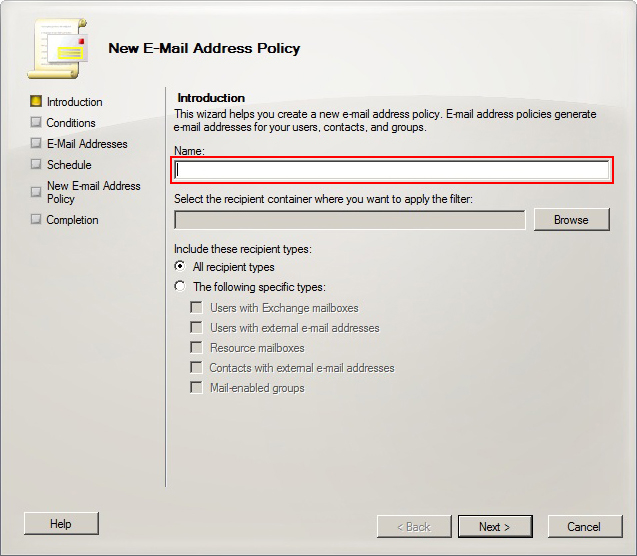 New E-Mail Address Policy
Introduction
Conditions
E-Mail Addresses
Schedule
New E-mail Address
Policy
Completion
Introduction
This wizard helps you create a new e-mail address policy. E-mail address policies generate
e-mail addresses for your users, contacts, and groups.
Name:
Select the recipient container where you want to apply the filter:
Browse
Include these recipient types:
All recipient types
The following specific types:
Users with Exchange mailboxes
Users with external e-mail addresses
Resource mailboxes
Contacts with external e-mail addresses
Mail-enabled groups
Help
< Back
Next >
Cancel